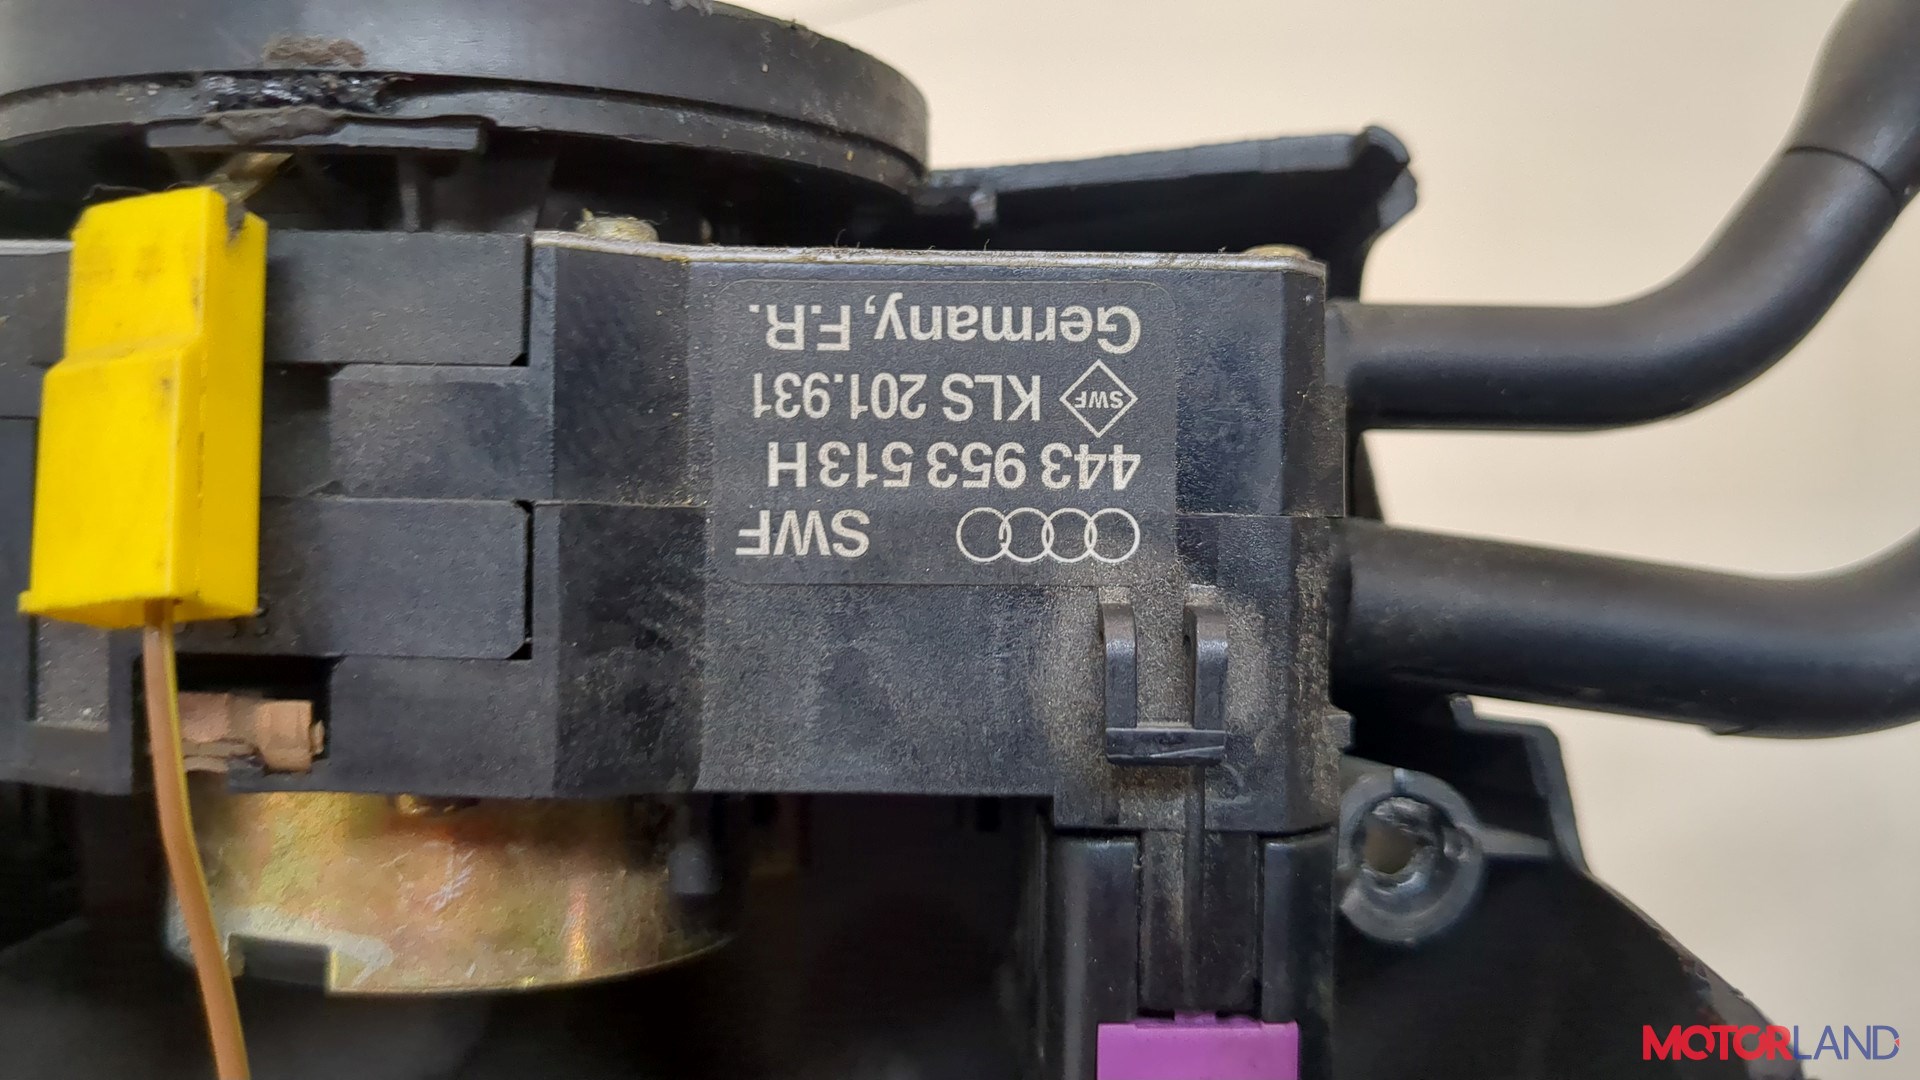 SWF
443 953 513 H
SWF KLS 201.931
Germany, F.R.
MOTORLAND